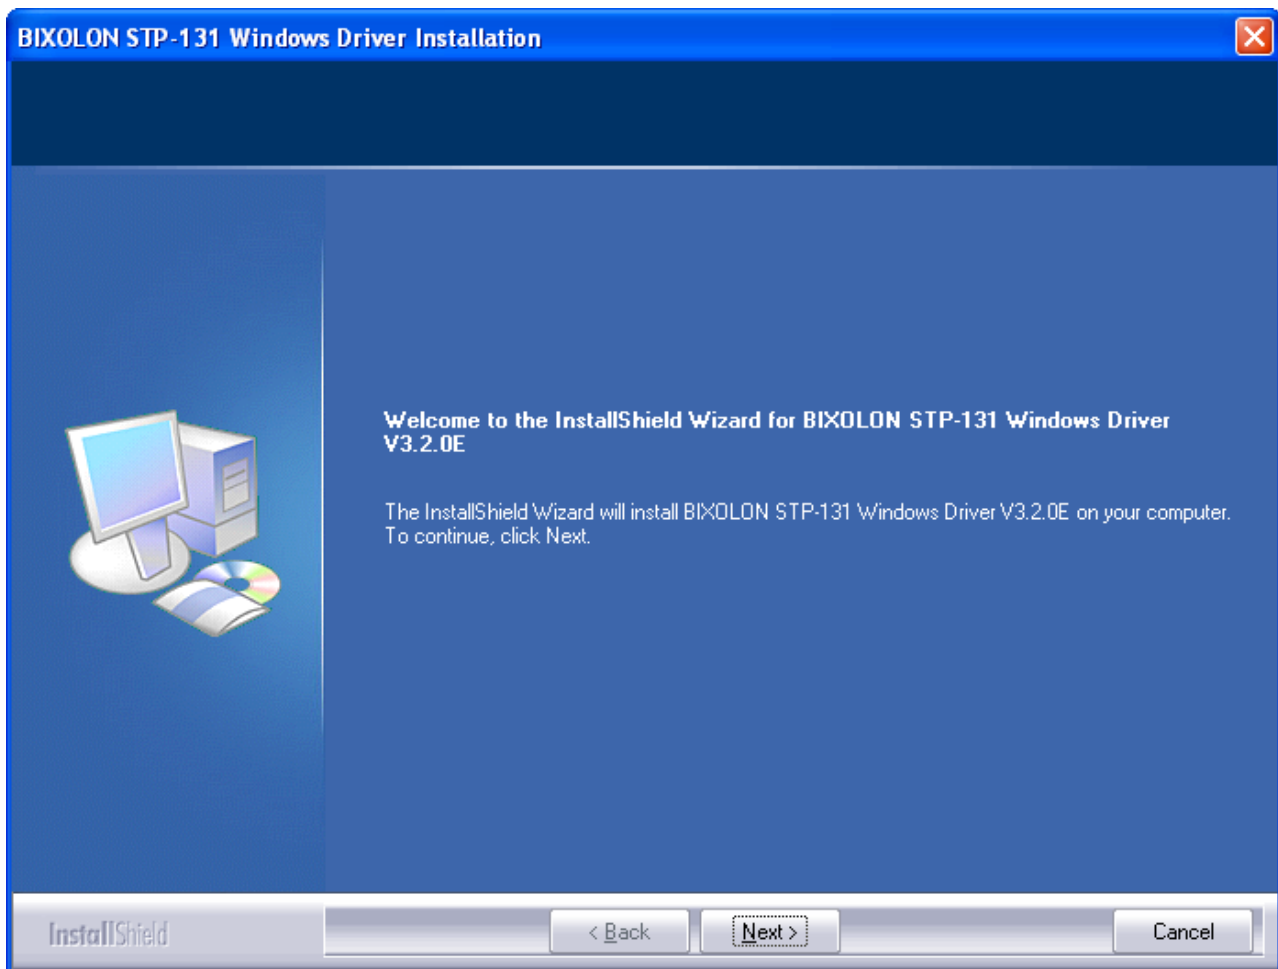 BIXOLON STP-131 Windows Driver Installation
Welcome to the InstallShield Wizard for BIXOLON STP-131 Windows Driver
V3.2.0E
The InstallShield Wizard will install BIXOLON STP-131 Windows Driver V3.2.0E on your computer.
To continue, click Next.
InstallShield
< Back
Next >
Cancel